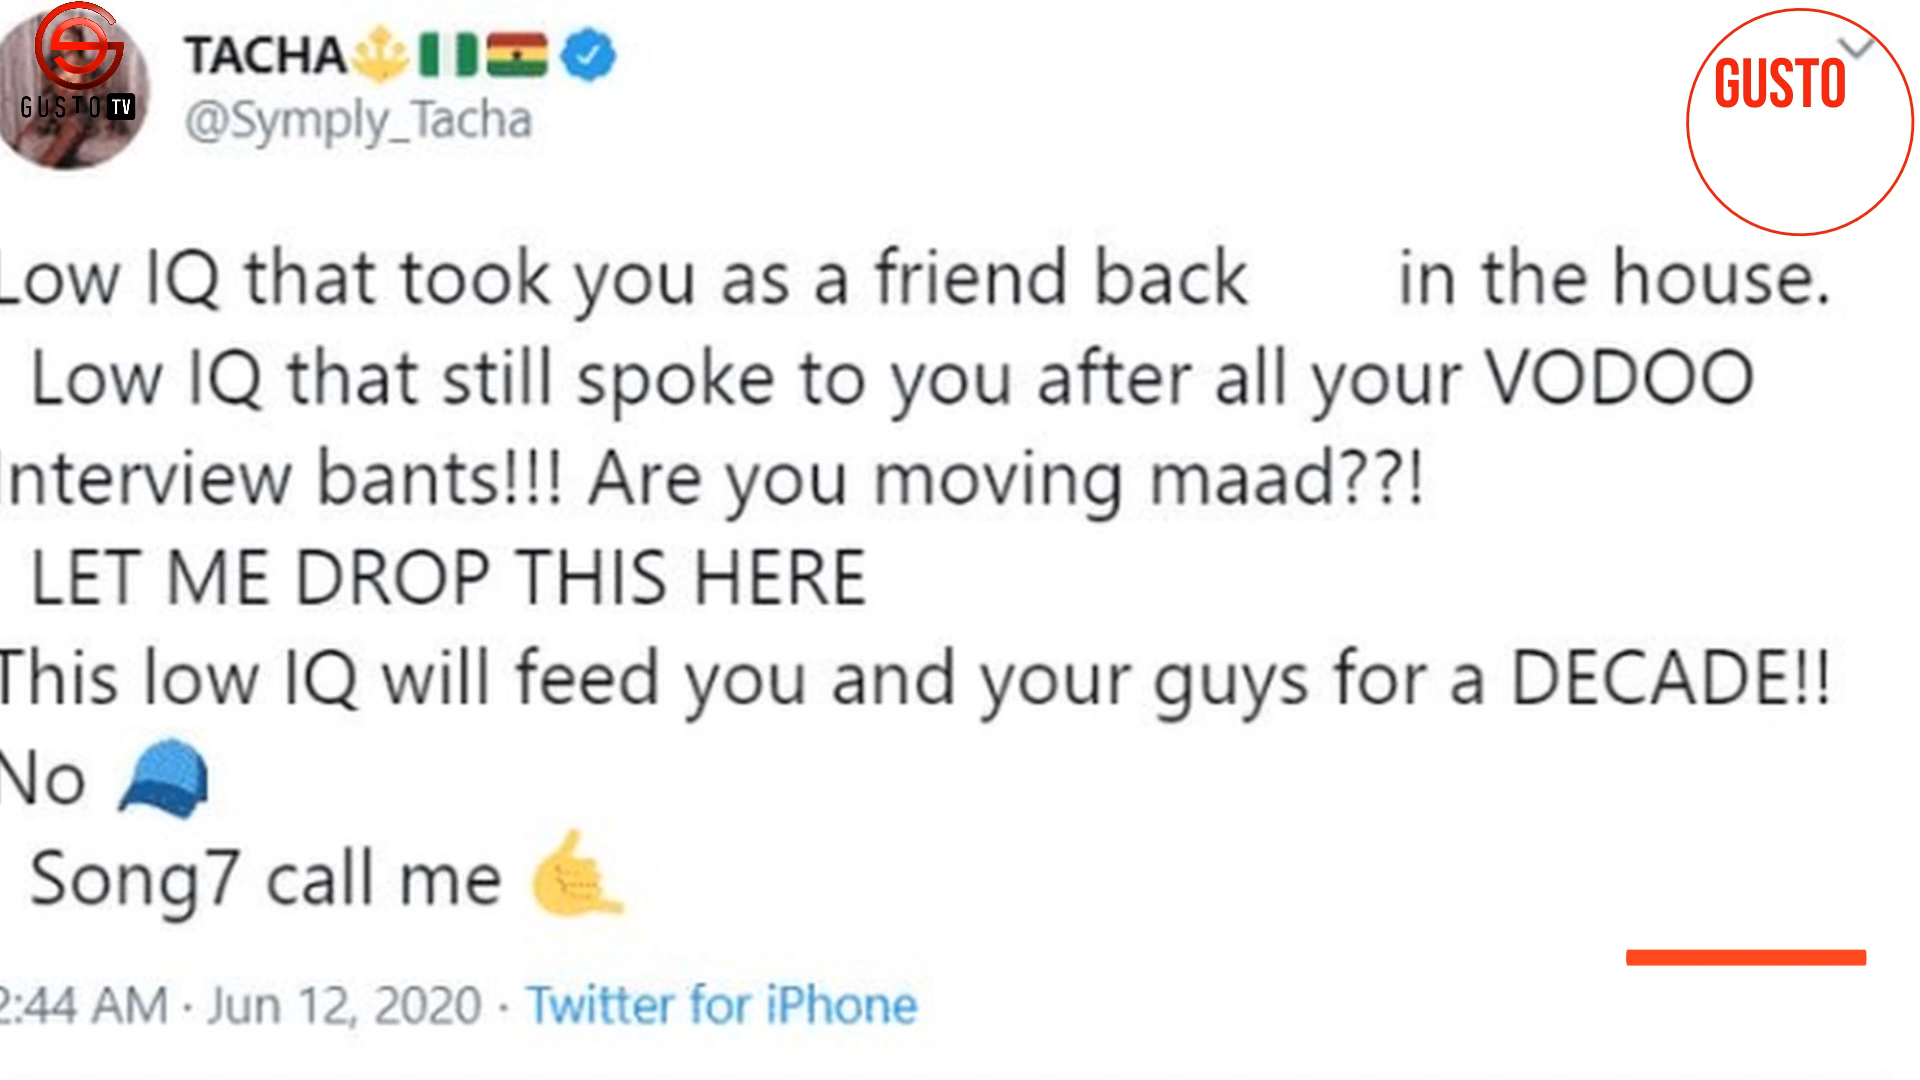 GUSTO TV
TACHA
@Symply_Tacha
GUSTO
Low IQ that took you as a friend back in the house.
Low IQ that still spoke to you after all your VODOO
Interview bants!!! Are you moving maad??!
LET ME DROP THIS HERE
This low IQ will feed you and your guys for a DECADE!!
No
Song7 call me
2:44 AM · Jun 12, 2020 · Twitter for iPhone